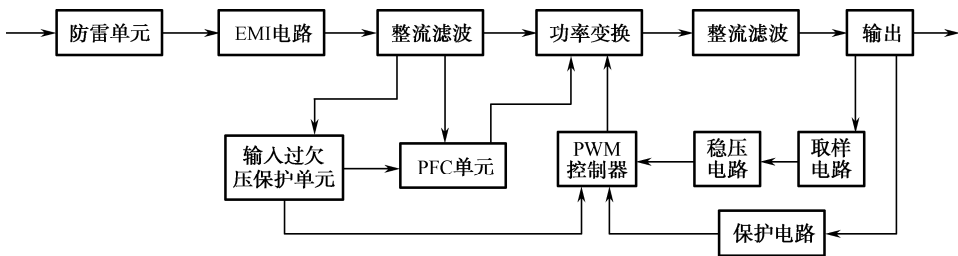 防雷单元
EMI电路
整流滤波
功率变换
整流滤波
输出
输入过欠
压保护单元
PFC单元
PWM
控制器
稳压
电路
取样
电路
保护电路